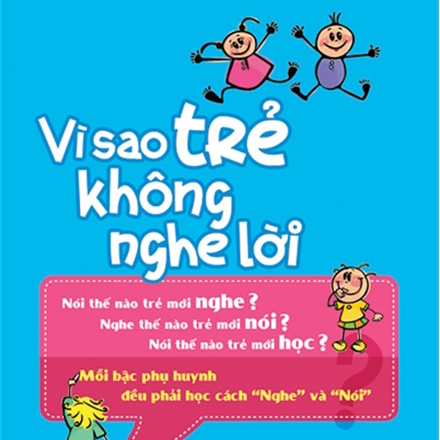 Vì sao TRẺ
không
nghe lời
Nói thế nào trẻ mới nghe?
Nghe thế nào trẻ mới nói?
Nói thế nào trẻ mới học?
Mỗi bậc phụ huynh
đều phải học cách "Nghe" và "Nói"
?